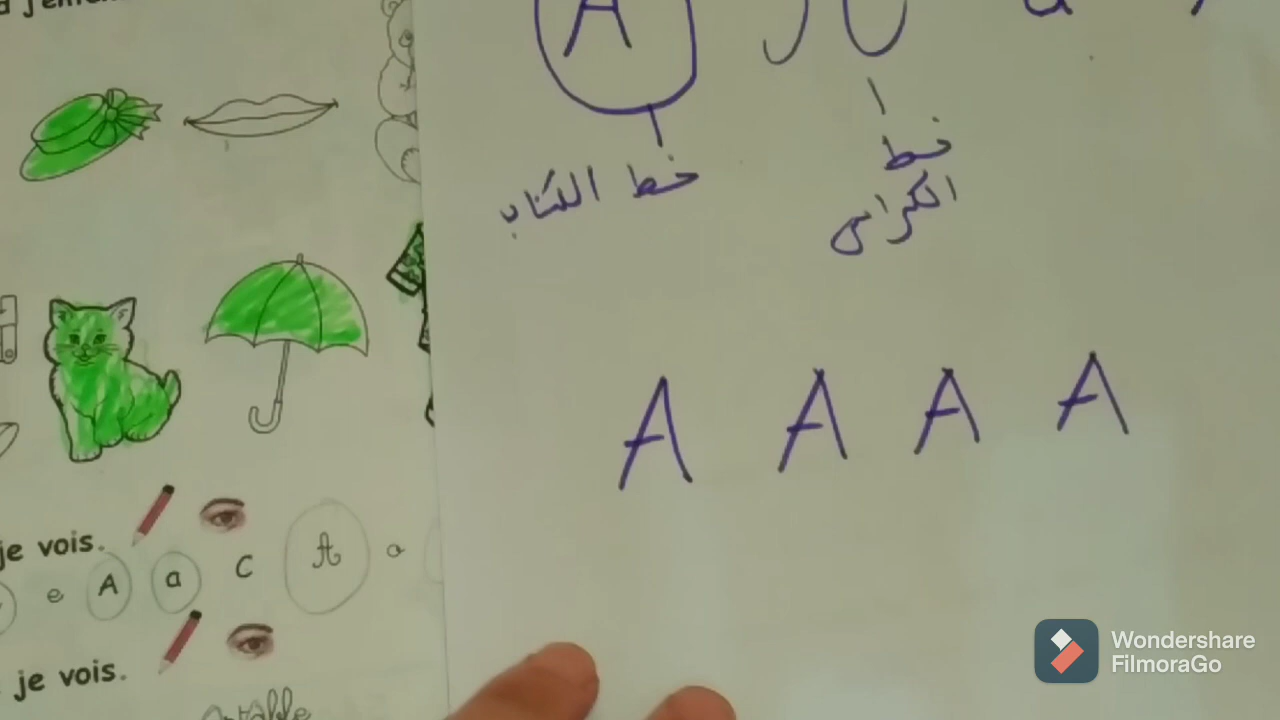 A
خط الكتاب
خط
الكراس
A A A A
je vois.
e A a C A a
je vois.
Wondershare
FilmoraGo